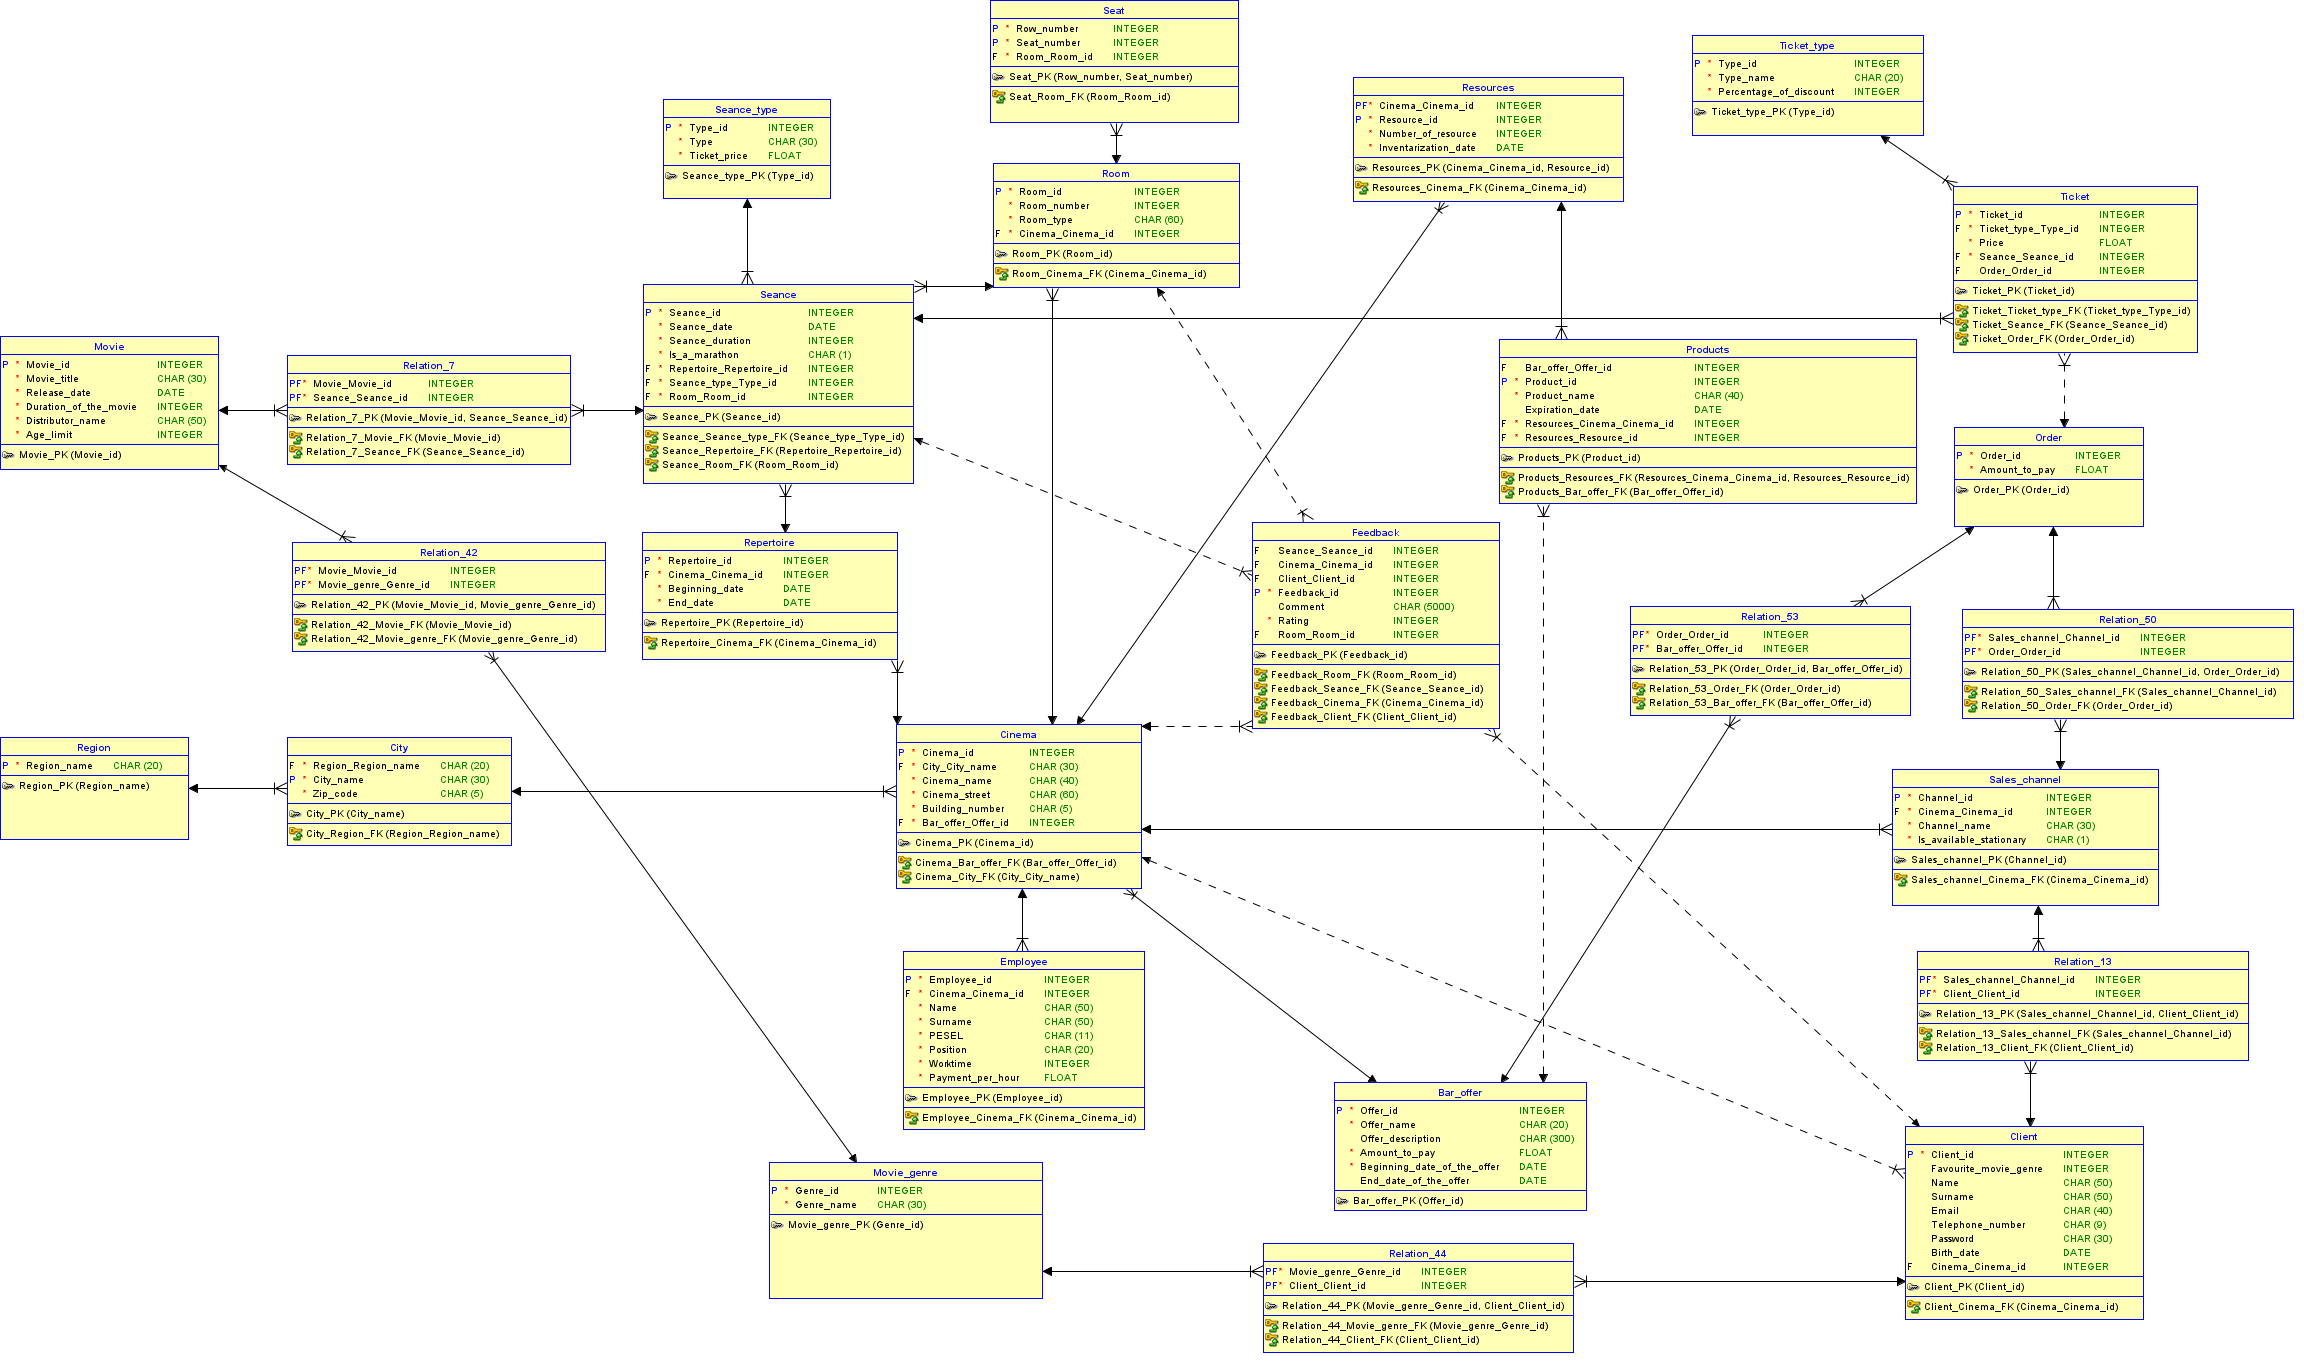 Seat
P * Row_number INTEGER
P * Seat_number INTEGER
F * Room_Room_id INTEGER
Seat_PK (Row_number, Seat_number)
Seat_Room_FK (Room_Room_id)
Ticket_type
P * Type_id INTEGER
* Type_name CHAR (20)
* Percentage_of_discount INTEGER
Ticket_type_PK (Type_id)
Resources
PF* Cinema_Cinema_id INTEGER
P * Resource_id INTEGER
* Number_of_resource INTEGER
* Inventarization_date DATE
Resources_PK (Cinema_Cinema_id, Resource_id)
Resources_Cinema_FK (Cinema_Cinema_id)
Seance_type
P * Type_id INTEGER
* Type CHAR (30)
* Ticket_price FLOAT
Seance_type_PK (Type_id)
Room
P * Room_id INTEGER
* Room_number INTEGER
* Room_type CHAR (60)
F * Cinema_Cinema_id INTEGER
Room_PK (Room_id)
Room_Cinema_FK (Cinema_Cinema_id)
Ticket
P * Ticket_id INTEGER
F * Ticket_type_Type_id INTEGER
* Price FLOAT
F * Seance_Seance_id INTEGER
F Order_Order_id INTEGER
Ticket_PK (Ticket_id)
Ticket_Ticket_type_FK (Ticket_type_Type_id)
Ticket_Seance_FK (Seance_Seance_id)
Ticket_Order_FK (Order_Order_id)
Seance
P * Seance_id INTEGER
* Seance_date DATE
* Seance_duration INTEGER
* Is_a_marathon CHAR (1)
F * Repertoire_Repertoire_id INTEGER
F * Seance_type_Type_id INTEGER
F * Room_Room_id INTEGER
Seance_PK (Seance_id)
Seance_Seance_type_FK (Seance_type_Type_id)
Seance_Repertoire_FK (Repertoire_Repertoire_id)
Seance_Room_FK (Room_Room_id)
Movie
P * Movie_id INTEGER
* Movie_title CHAR (30)
* Release_date DATE
* Duration_of_the_movie INTEGER
* Distributor_name CHAR (50)
* Age_limit INTEGER
Movie_PK (Movie_id)
Relation_7
PF* Movie_Movie_id INTEGER
PF* Seance_Seance_id INTEGER
Relation_7_PK (Movie_Movie_id, Seance_Seance_id)
Relation_7_Movie_FK (Movie_Movie_id)
Relation_7_Seance_FK (Seance_Seance_id)
Products
F Bar_offer_Offer_id INTEGER
P * Product_id INTEGER
* Product_name CHAR (40)
Expiration_date DATE
F * Resources_Cinema_Cinema_id INTEGER
F * Resources_Resource_id INTEGER
Products_PK (Product_id)
Products_Resources_FK (Resources_Cinema_Cinema_id, Resources_Resource_id)
Products_Bar_offer_FK (Bar_offer_Offer_id)
Order
P * Order_id INTEGER
* Amount_to_pay FLOAT
Order_PK (Order_id)
Relation_42
PF* Movie_Movie_id INTEGER
PF* Movie_genre_Genre_id INTEGER
Relation_42_PK (Movie_Movie_id, Movie_genre_Genre_id)
Relation_42_Movie_FK (Movie_Movie_id)
Relation_42_Movie_genre_FK (Movie_genre_Genre_id)
Repertoire
P * Repertoire_id INTEGER
F * Cinema_Cinema_id INTEGER
* Beginning_date DATE
* End_date DATE
Repertoire_PK (Repertoire_id)
Repertoire_Cinema_FK (Cinema_Cinema_id)
Feedback
F Seance_Seance_id INTEGER
F Cinema_Cinema_id INTEGER
F Client_Client_id INTEGER
P * Feedback_id INTEGER
Comment CHAR (5000)
* Rating INTEGER
F Room_Room_id INTEGER
Feedback_PK (Feedback_id)
Feedback_Room_FK (Room_Room_id)
Feedback_Seance_FK (Seance_Seance_id)
Feedback_Cinema_FK (Cinema_Cinema_id)
Feedback_Client_FK (Client_Client_id)
Relation_53
PF* Order_Order_id INTEGER
PF* Bar_offer_Offer_id INTEGER
Relation_53_PK (Order_Order_id, Bar_offer_Offer_id)
Relation_53_Order_FK (Order_Order_id)
Relation_53_Bar_offer_FK (Bar_offer_Offer_id)
Relation_50
PF* Sales_channel_Channel_id INTEGER
PF* Order_Order_id INTEGER
Relation_50_PK (Sales_channel_Channel_id, Order_Order_id)
Relation_50_Sales_channel_FK (Sales_channel_Channel_id)
Relation_50_Order_FK (Order_Order_id)
Region
P * Region_name CHAR (20)
Region_PK (Region_name)
City
F * Region_Region_name CHAR (20)
P * City_name CHAR (30)
* Zip_code CHAR (5)
City_PK (City_name)
City_Region_FK (Region_Region_name)
Cinema
P * Cinema_id INTEGER
F * City_City_name CHAR (30)
* Cinema_name CHAR (40)
* Cinema_street CHAR (60)
* Building_number CHAR (5)
F * Bar_offer_Offer_id INTEGER
Cinema_PK (Cinema_id)
Cinema_Bar_offer_FK (Bar_offer_Offer_id)
Cinema_City_FK (City_City_name)
Sales_channel
P * Channel_id INTEGER
F * Cinema_Cinema_id INTEGER
* Channel_name CHAR (30)
* Is_available_stationary CHAR (1)
Sales_channel_PK (Channel_id)
Sales_channel_Cinema_FK (Cinema_Cinema_id)
Employee
P * Employee_id INTEGER
F * Cinema_Cinema_id INTEGER
* Name CHAR (50)
* Surname CHAR (50)
* PESEL CHAR (11)
* Position CHAR (20)
* Worktime INTEGER
* Payment_per_hour FLOAT
Employee_PK (Employee_id)
Employee_Cinema_FK (Cinema_Cinema_id)
Relation_13
PF* Sales_channel_Channel_id INTEGER
PF* Client_Client_id INTEGER
Relation_13_PK (Sales_channel_Channel_id, Client_Client_id)
Relation_13_Sales_channel_FK (Sales_channel_Channel_id)
Relation_13_Client_FK (Client_Client_id)
Bar_offer
P * Offer_id INTEGER
* Offer_name CHAR (20)
Offer_description CHAR (300)
* Amount_to_pay FLOAT
* Beginning_date_of_the_offer DATE
End_date_of_the_offer DATE
Bar_offer_PK (Offer_id)
Client
P * Client_id INTEGER
Favourite_movie_genre INTEGER
Name CHAR (50)
Surname CHAR (50)
Email CHAR (40)
Telephone_number CHAR (9)
Password CHAR (30)
Birth_date DATE
F Cinema_Cinema_id INTEGER
Client_PK (Client_id)
Client_Cinema_FK (Cinema_Cinema_id)
Movie_genre
P * Genre_id INTEGER
* Genre_name CHAR (30)
Movie_genre_PK (Genre_id)
Relation_44
PF* Movie_genre_Genre_id INTEGER
PF* Client_Client_id INTEGER
Relation_44_PK (Movie_genre_Genre_id, Client_Client_id)
Relation_44_Movie_genre_FK (Movie_genre_Genre_id)
Relation_44_Client_FK (Client_Client_id)